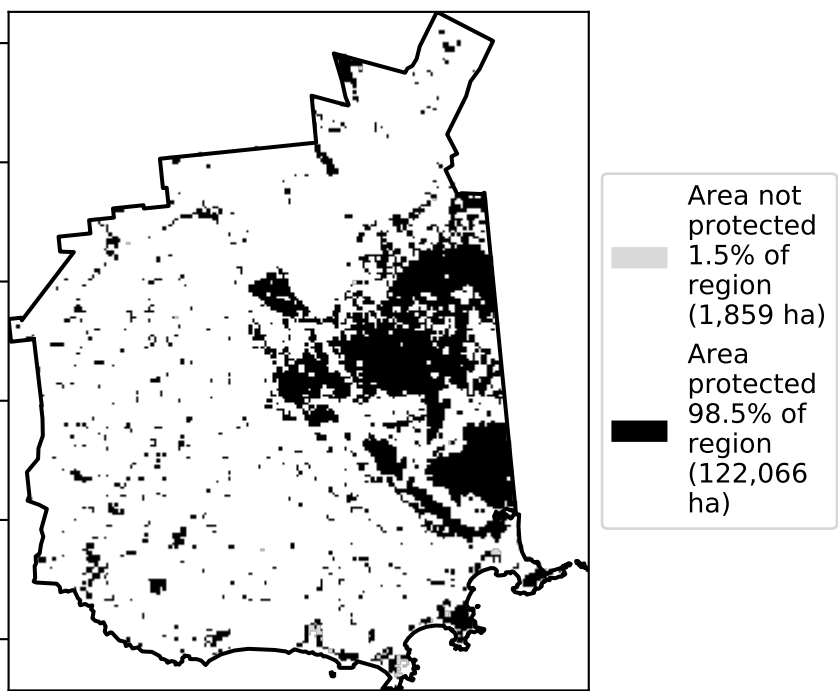 Area not
protected
1.5% of
region
(1,859 ha)
Area
protected
98.5% of
region
(122,066
ha)